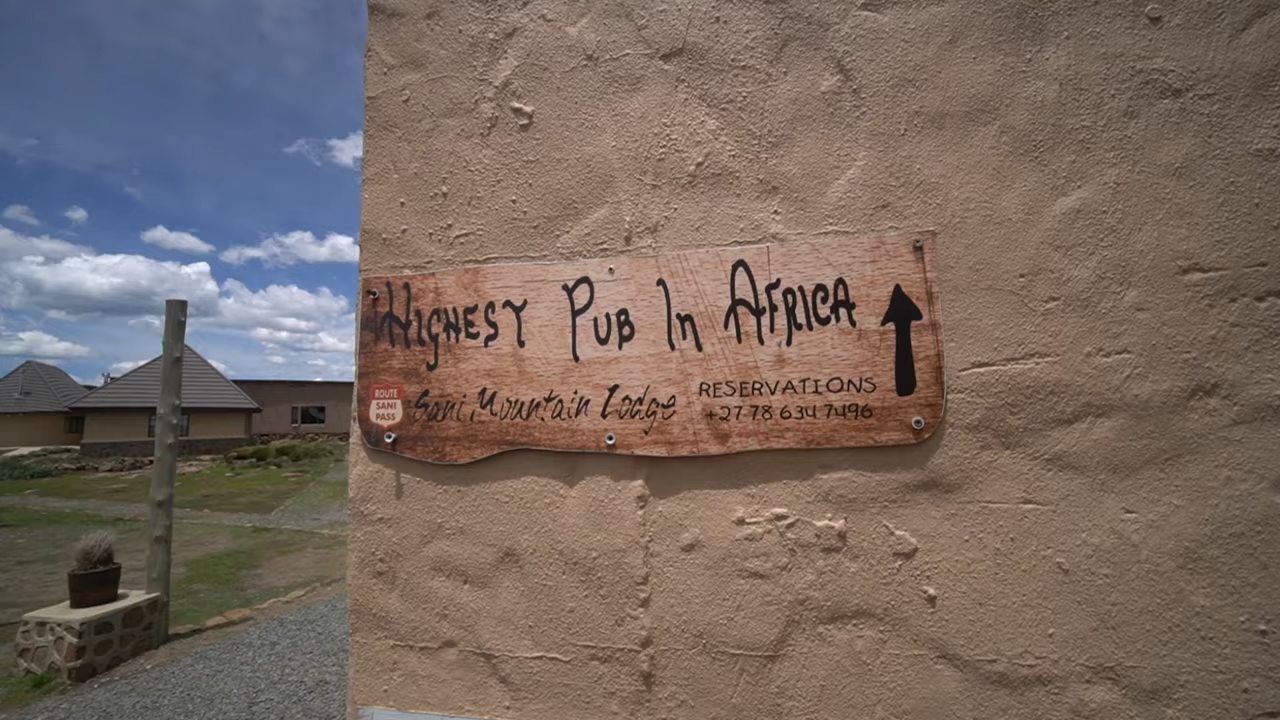 Highest Pub In Africa
ROUTE
SANI
PASS
Sani Mountain Lodge
RESERVATIONS
+27 78 634 7496